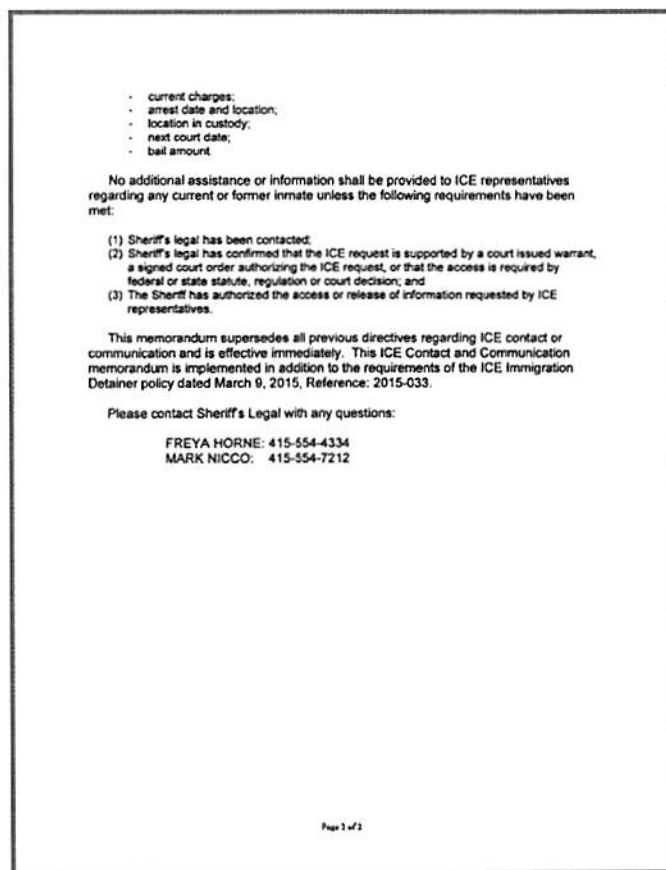 - current charges;
- arrest date and location;
- location in custody;
- next court date;
- bail amount
No additional assistance or information shall be provided to ICE representatives
regarding any current or former inmate unless the following requirements have been
met:
(1) Sheriff's legal has been contacted;
(2) Sheriff's legal has confirmed that the ICE request is supported by a court issued warrant,
a signed court order authorizing the ICE request, or that the access is required by
federal or state statute, regulation or court decision; and
(3) The Sheriff has authorized the access or release of information requested by ICE
representatives.
This memorandum supersedes all previous directives regarding ICE contact or
communication and is effective immediately. This ICE Contact and Communication
memorandum is implemented in addition to the requirements of the ICE Immigration
Detainer policy dated March 9, 2015, Reference: 2015-033.
Please contact Sheriff's Legal with any questions:
FREYA HORNE: 415-554-4334
MARK NICCO: 415-554-7212
Page 2 of 2